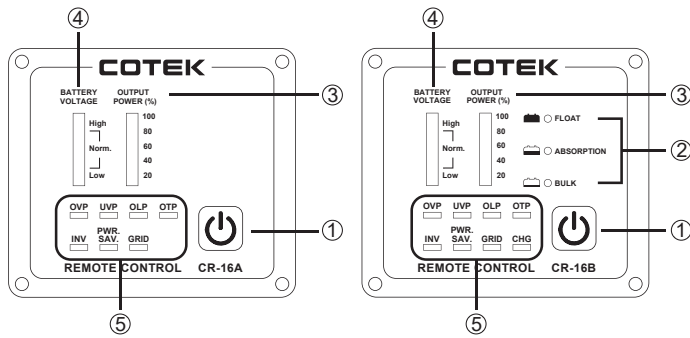 ④
COTEK
BATTERY VOLTAGE
OUTPUT POWER (%)
③
High
Norm.
Low
100
80
60
40
20
OVP UVP OLP OTP
INV PWR. SAV. GRID
①
REMOTE CONTROL CR-16A
⑤
④
COTEK
BATTERY VOLTAGE
OUTPUT POWER (%)
③
High
Norm.
Low
100
80
60
40
20
FLOAT
ABSORPTION
BULK
②
OVP UVP OLP OTP
INV PWR. SAV. GRID CHG
①
REMOTE CONTROL CR-16B
⑤